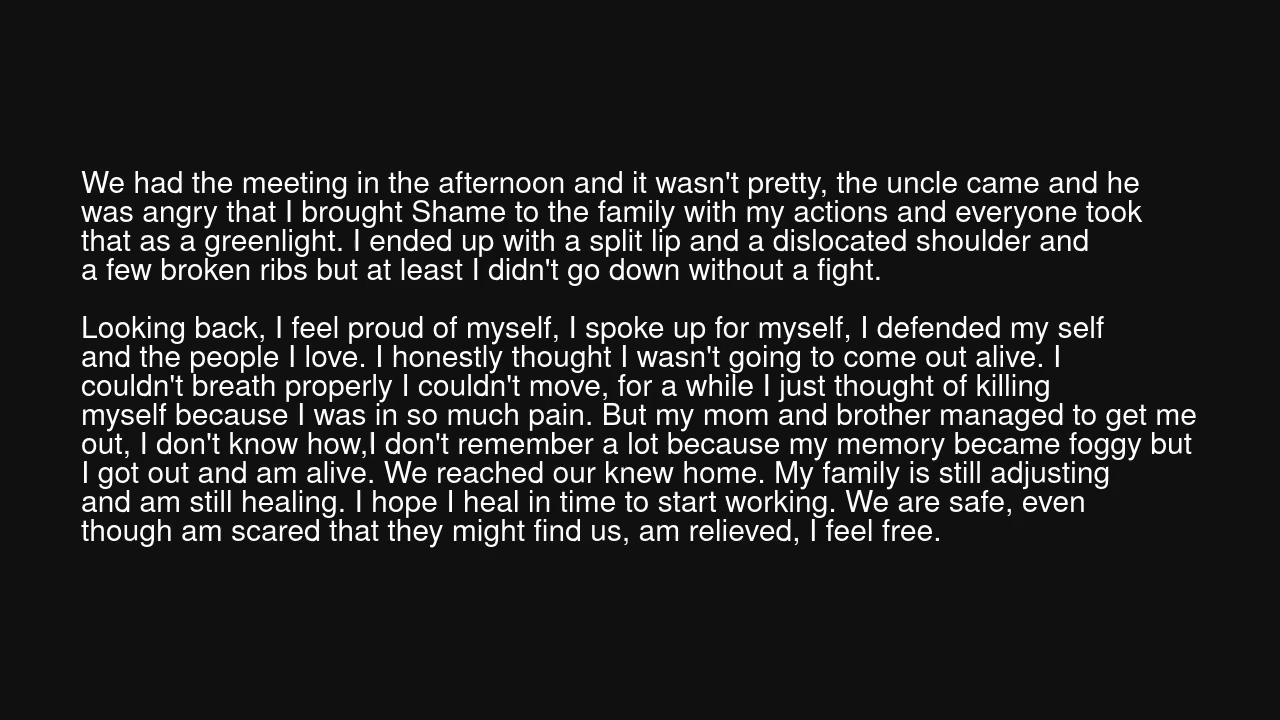 We had the meeting in the afternoon and it wasn't pretty, the uncle came and he
was angry that I brought Shame to the family with my actions and everyone took
that as a greenlight. I ended up with a split lip and a dislocated shoulder and
a few broken ribs but at least I didn't go down without a fight.
Looking back, I feel proud of myself, I spoke up for myself, I defended my self
and the people I love. I honestly thought I wasn't going to come out alive. I
couldn't breath properly I couldn't move, for a while I just thought of killing
myself because I was in so much pain. But my mom and brother managed to get me
out, I don't know how,I don't remember a lot because my memory became foggy but
I got out and am alive. We reached our knew home. My family is still adjusting
and am still healing. I hope I heal in time to start working. We are safe, even
though am scared that they might find us, am relieved, I feel free.